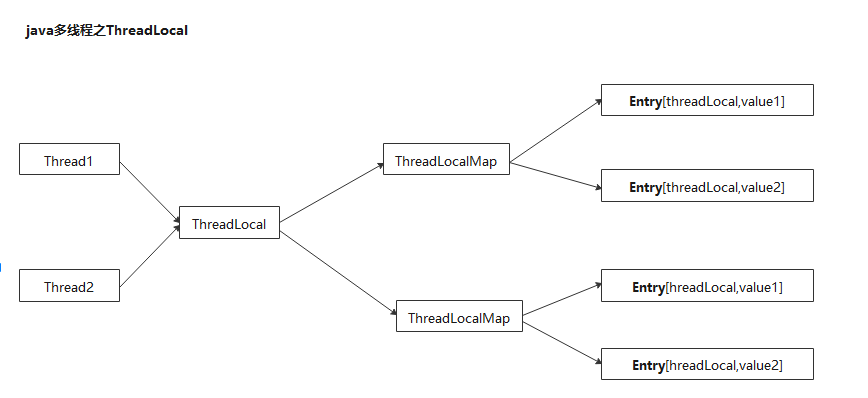 java多线程之ThreadLocal
Entry[threadLocal,value1]
Thread1
ThreadLocalMap
Entry[threadLocal,value2]
ThreadLocal
Thread2
Entry[hreadLocal,value1]
ThreadLocalMap
Entry[hreadLocal,value2]